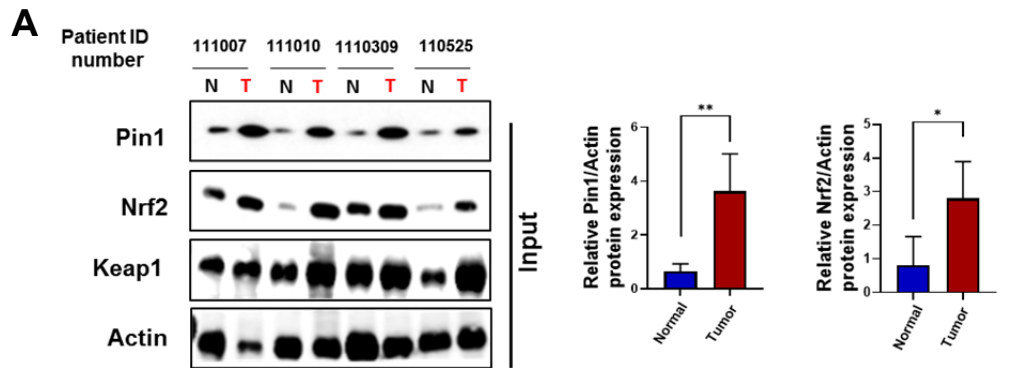 A
Patient ID
number
111007 111010 1110309 110525
N T N T N T N T
Pin1
Nrf2
Keap1
Actin
Input
Relative Pin1/Actin
protein expression
6
4
2
0
**
Normal
Tumor
Relative Nrf2/Actin
protein expression
5
4
3
2
1
0
*
Normal
Tumor